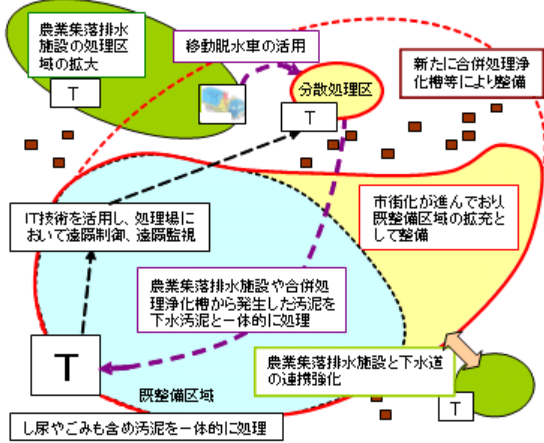 農業集落排水
施設の処理区
域の拡大
T
移動脱水車の活用
分散処理区
T
新たに合併処理浄
化槽等により整備
IT技術を活用し、処理場に
おいて遠隔制御、遠隔監視
市街化が進んでおり
既整備区域の拡充と
して整備
農業集落排水施設や合併処
理浄化槽から発生した汚泥を
下水汚泥と一体的に処理
T
既整備区域
農業集落排水施設と下水道
の連携強化
T
し尿やごみも含め汚泥を一体的に処理